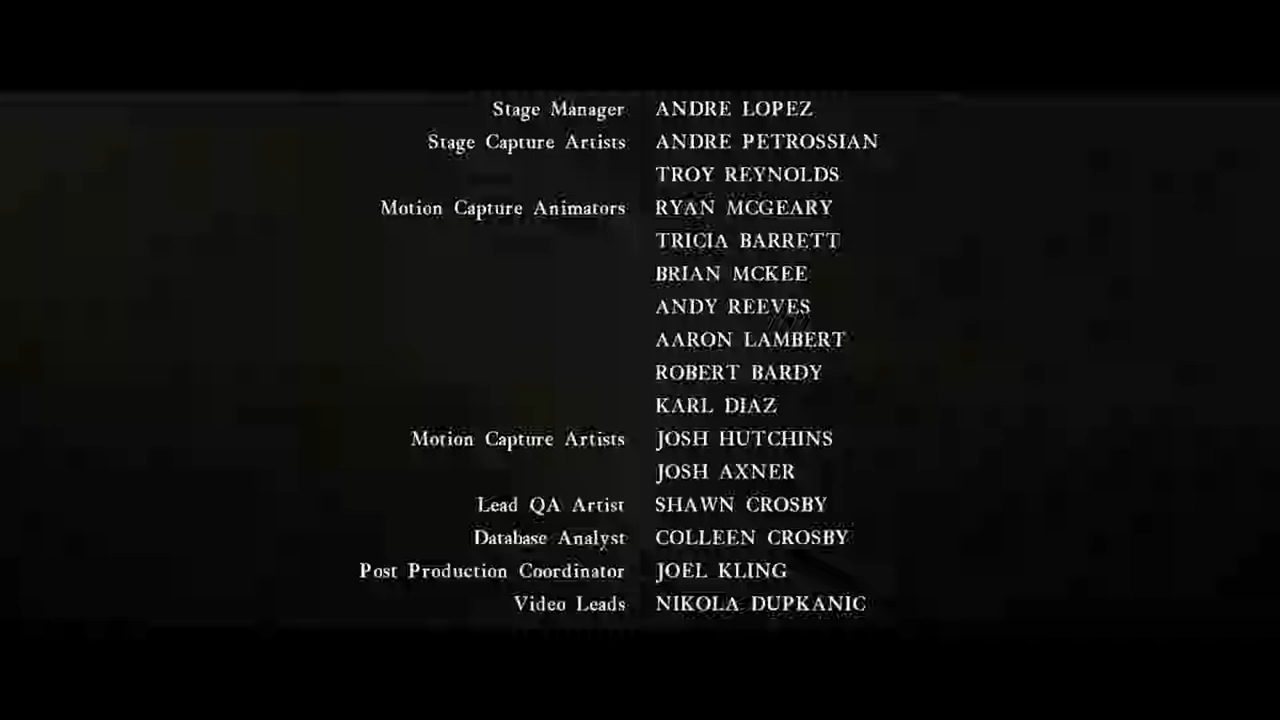 Stage Manager ANDRE LOPEZ
Stage Capture Artists ANDRE PETROSSIAN
TROY REYNOLDS
Motion Capture Animators RYAN MCGEARY
TRICIA BARRETT
BRIAN MCKEE
ANDY REEVES
AARON LAMBERT
ROBERT BARDY
KARL DIAZ
Motion Capture Artists JOSH HUTCHINS
JOSH AXNER
Lead QA Artist SHAWN CROSBY
Database Analyst COLLEEN CROSBY
Post Production Coordinator JOEL KLING
Video Leads NIKOLA DUPKANIC